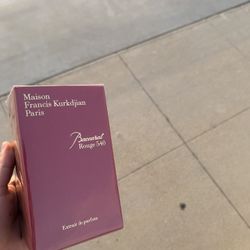 Maison
Francis Kurkdjian
Paris
Baccarat
Rouge 540
Extrait de parfum